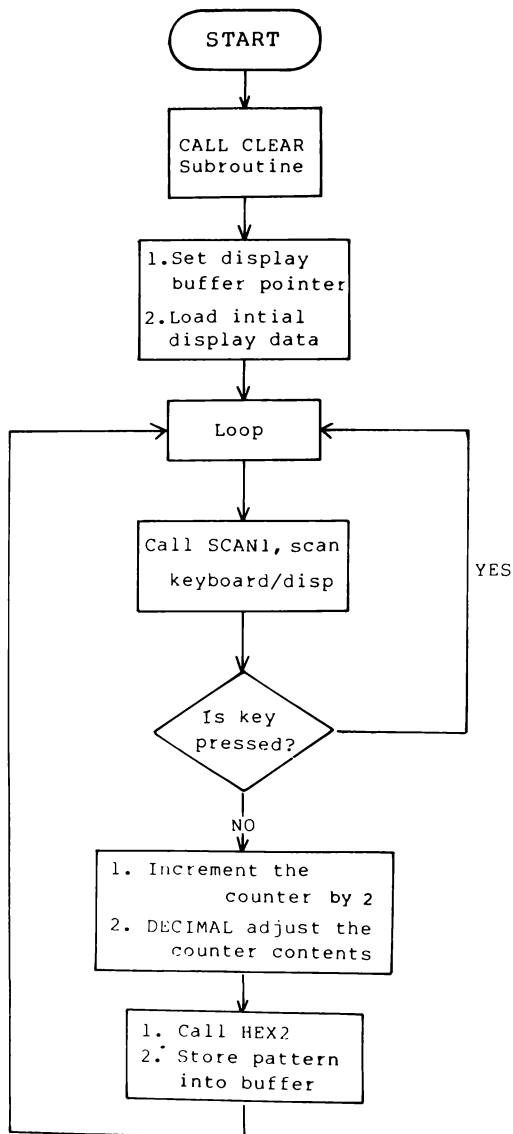 START
CALL CLEAR
Subroutine
1.Set display
buffer pointer
2.Load intial
display data
Loop
Call SCAN1, scan
keyboard/disp
YES
Is key
pressed?
NO
1. Increment the
counter by 2
2. DECIMAL adjust the
counter contents
1. Call HEX2
2. Store pattern
into buffer